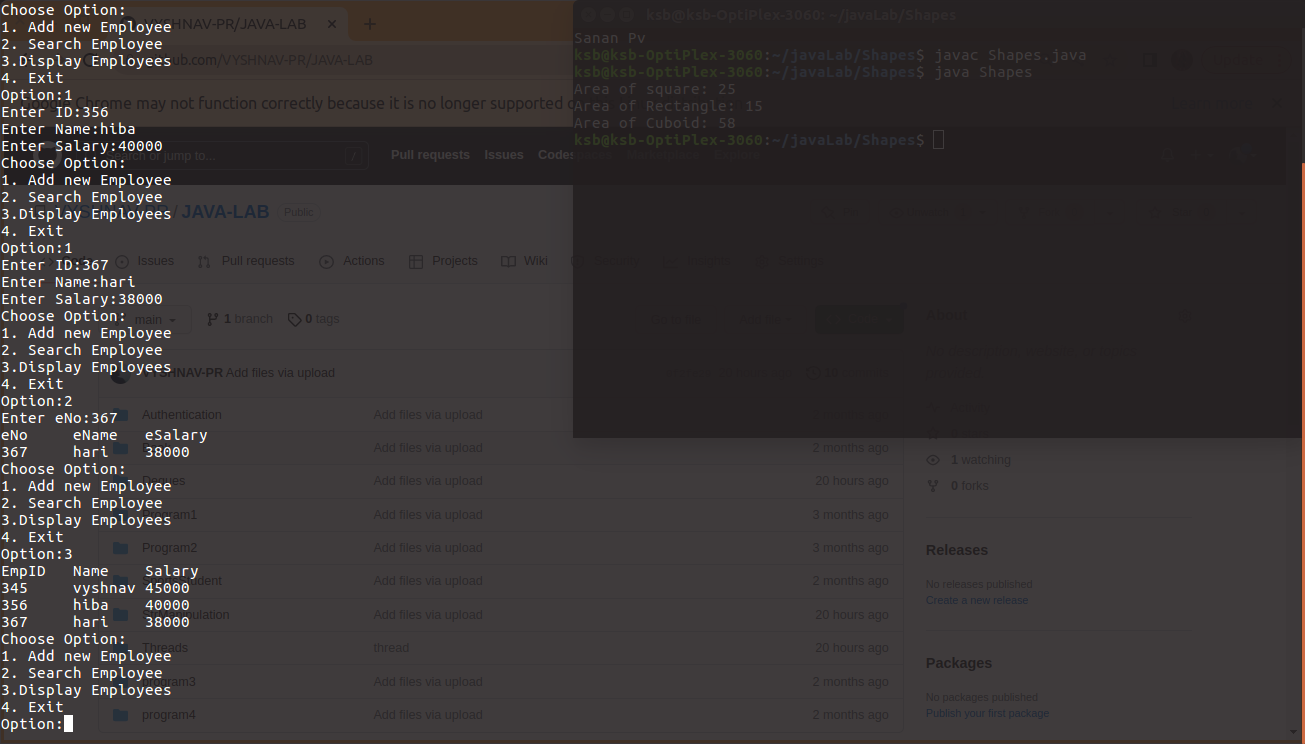 Choose Option:
1. Add new Employee
2. Search Employee
3.Display Employees
4. Exit
Option:1
Enter ID:356
Enter Name:hiba
Enter Salary:40000
Choose Option:
1. Add new Employee
2. Search Employee
3.Display Employees
4. Exit
Option:1
Enter ID:367
Enter Name:hari
Enter Salary:38000
Choose Option:
1. Add new Employee
2. Search Employee
3.Display Employees
4. Exit
Option:2
Enter eNo:367
eNo eName eSalary
367 hari 38000
Choose Option:
1. Add new Employee
2. Search Employee
3.Display Employees
4. Exit
Option:3
EmpID Name Salary
345 vyshnav 45000
356 hiba 40000
367 hari 38000
Choose Option:
1. Add new Employee
2. Search Employee
3.Display Employees
4. Exit
Option:
ksb@ksb-OptiPlex-3060: ~/javaLab/Shapes
Sanan Pv
ksb@ksb-OptiPlex-3060:~/javaLab/Shapes$ javac Shapes.java
ksb@ksb-OptiPlex-3060:~/javaLab/Shapes$ java Shapes
Area of square: 25
Area of Rectangle: 15
Area of Cuboid: 58
ksb@ksb-OptiPlex-3060:~/javaLab/Shapes$
VYSHNAV-PR/JAVA-LAB
.com/VYSHNAV-PR/JAVA-LAB
Chrome may not function correctly because it is no longer supported
or jump to... /
Pull requests Issues
/ JAVA-LAB Public
Issues Pull requests Actions Projects Wiki
main 1 branch 0 tags
VYSHNAV-PR Add files via upload
Authentication Add files via upload
Add files via upload 2 months ago
Deques Add files via upload 20 hours ago
Program1 Add files via upload 3 months ago
Program2 Add files via upload 3 months ago
Add files via upload 2 months ago
Add files via upload 20 hours ago
Threads thread 20 hours ago
program3 Add files via upload 2 months ago
program4 Add files via upload 2 months ago
1 watching
0 forks
Releases
No releases published
Create a new release
Packages
No packages published
Publish your first package